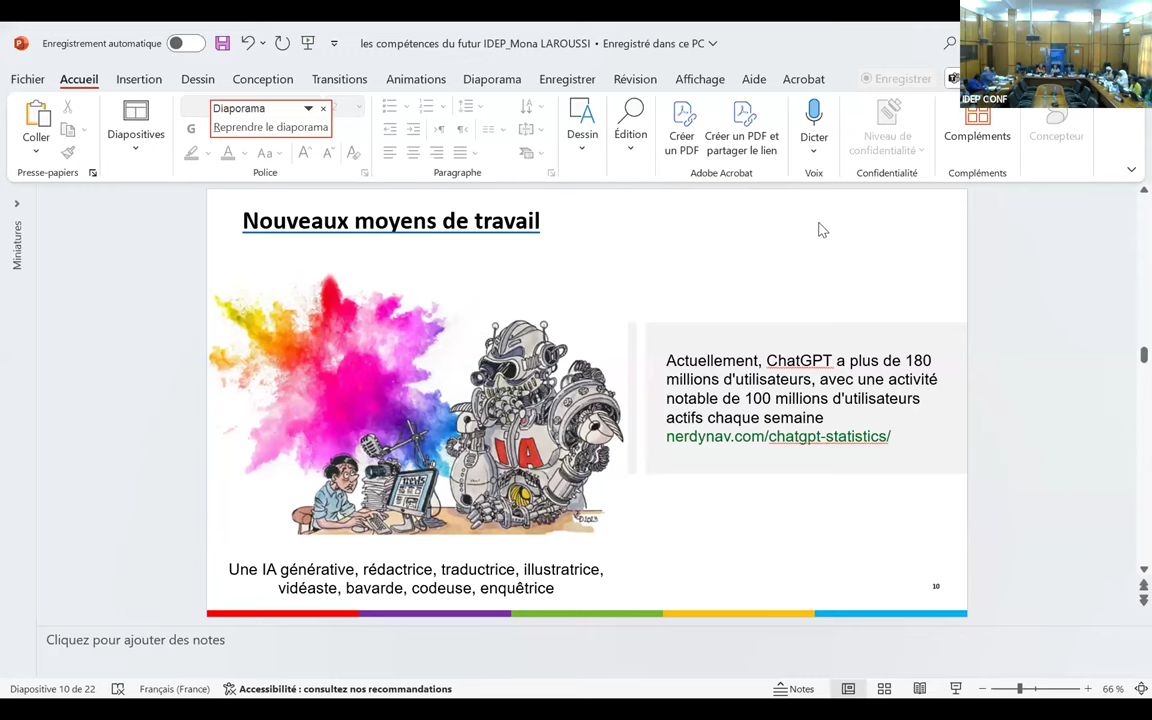 Enregistrement automatique
les compétences du futur IDEP_Mona LAROUSSI • Enregistré dans ce PC
IDEP CONF
Fichier
Accueil
Insertion
Dessin
Conception
Transitions
Animations
Diaporama
Enregistrer
Révision
Affichage
Aide
Acrobat
Enregistrer
Coller
Presse-papiers
Diapositives
Diaporama
Reprendre le diaporama
G
A
Aa
A
A
A
Police
Paragraphe
Dessin
Édition
Créer
un PDF
Créer un PDF et
partager le lien
Adobe Acrobat
Dicter
Voix
Niveau de
confidentialité
Confidentialité
Compléments
Compléments
Concepteur
Miniatures
Nouveaux moyens de travail
IA
news
Actuellement, ChatGPT a plus de 180
millions d'utilisateurs, avec une activité
notable de 100 millions d'utilisateurs
actifs chaque semaine
nerdynav.com/chatgpt-statistics/
Une IA générative, rédactrice, traductrice, illustratrice,
vidéaste, bavarde, codeuse, enquêtrice
10
Cliquez pour ajouter des notes
Diapositive 10 de 22
Français (France)
Accessibilité : consultez nos recommandations
Notes
66 %